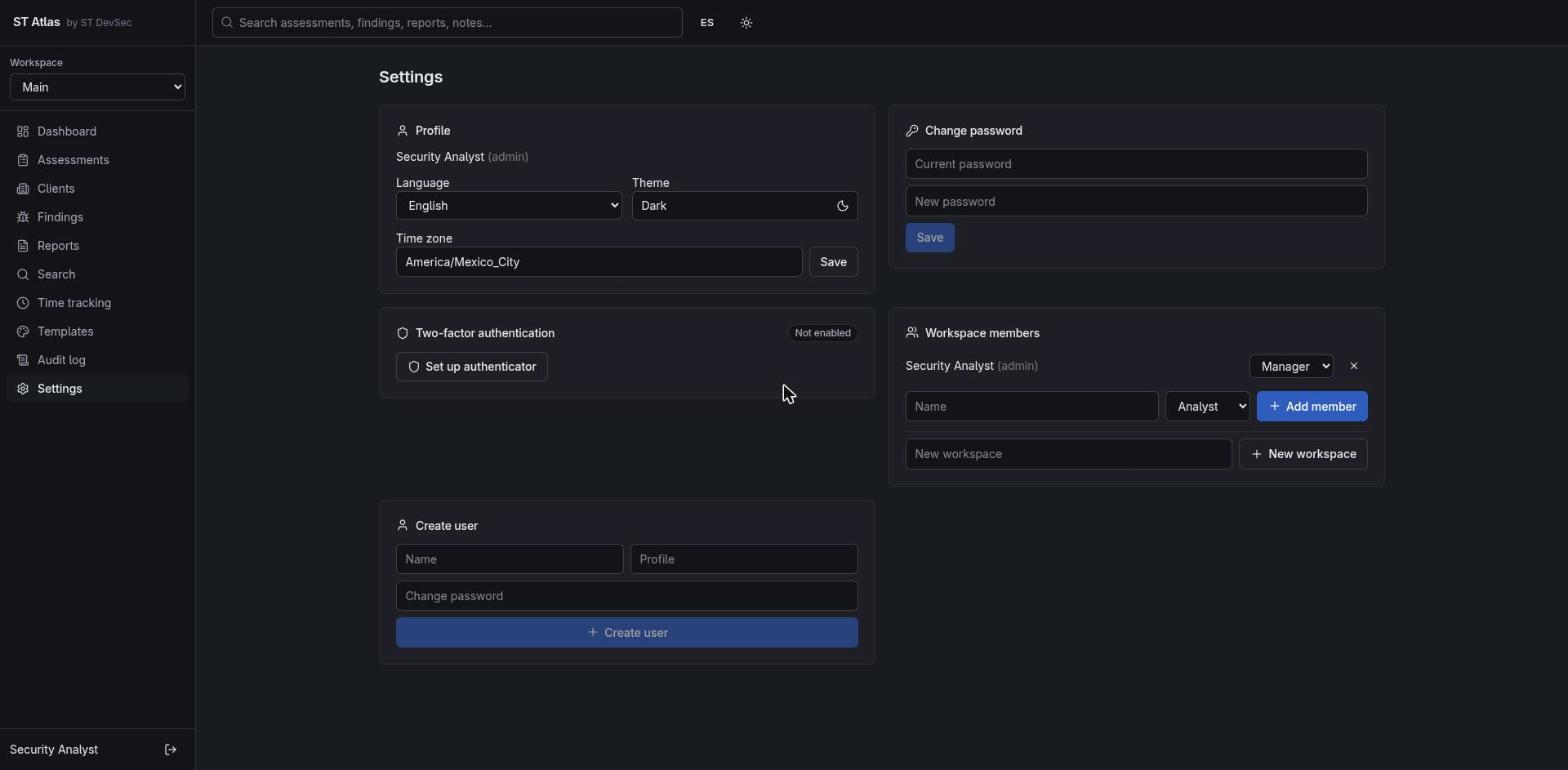 ST Atlas by ST DevSec
Search assessments, findings, reports, notes...
ES
Workspace
Main
Dashboard
Assessments
Clients
Findings
Reports
Search
Time tracking
Templates
Audit log
Settings
Security Analyst
Settings
Profile
Security Analyst (admin)
Language
Theme
English
Dark
Time zone
America/Mexico_City
Save
Change password
Current password
New password
Save
Two-factor authentication
Not enabled
Set up authenticator
Workspace members
Security Analyst (admin)
Manager
Name
Analyst
Add member
New workspace
New workspace
Create user
Name
Profile
Change password
Create user